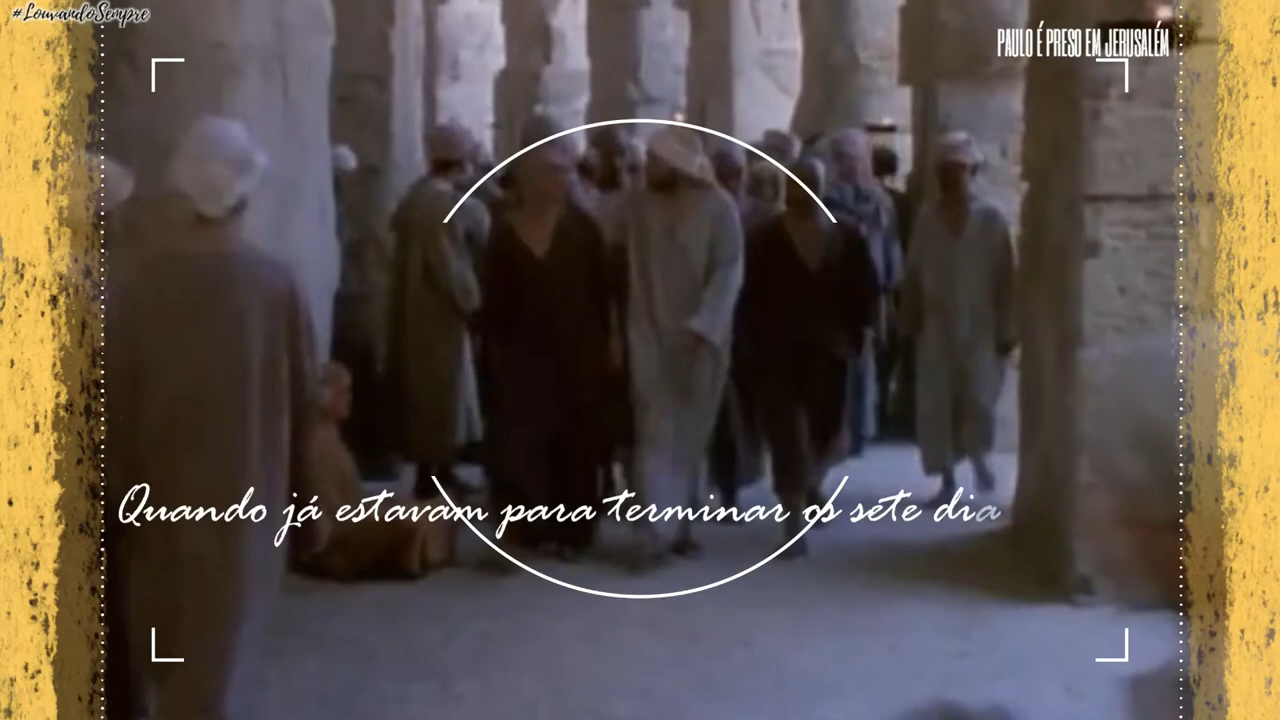 #LouvandoSempre
PAULO É PRESO EM JERUSALÉM
Quando já estavam para terminar os sete dia